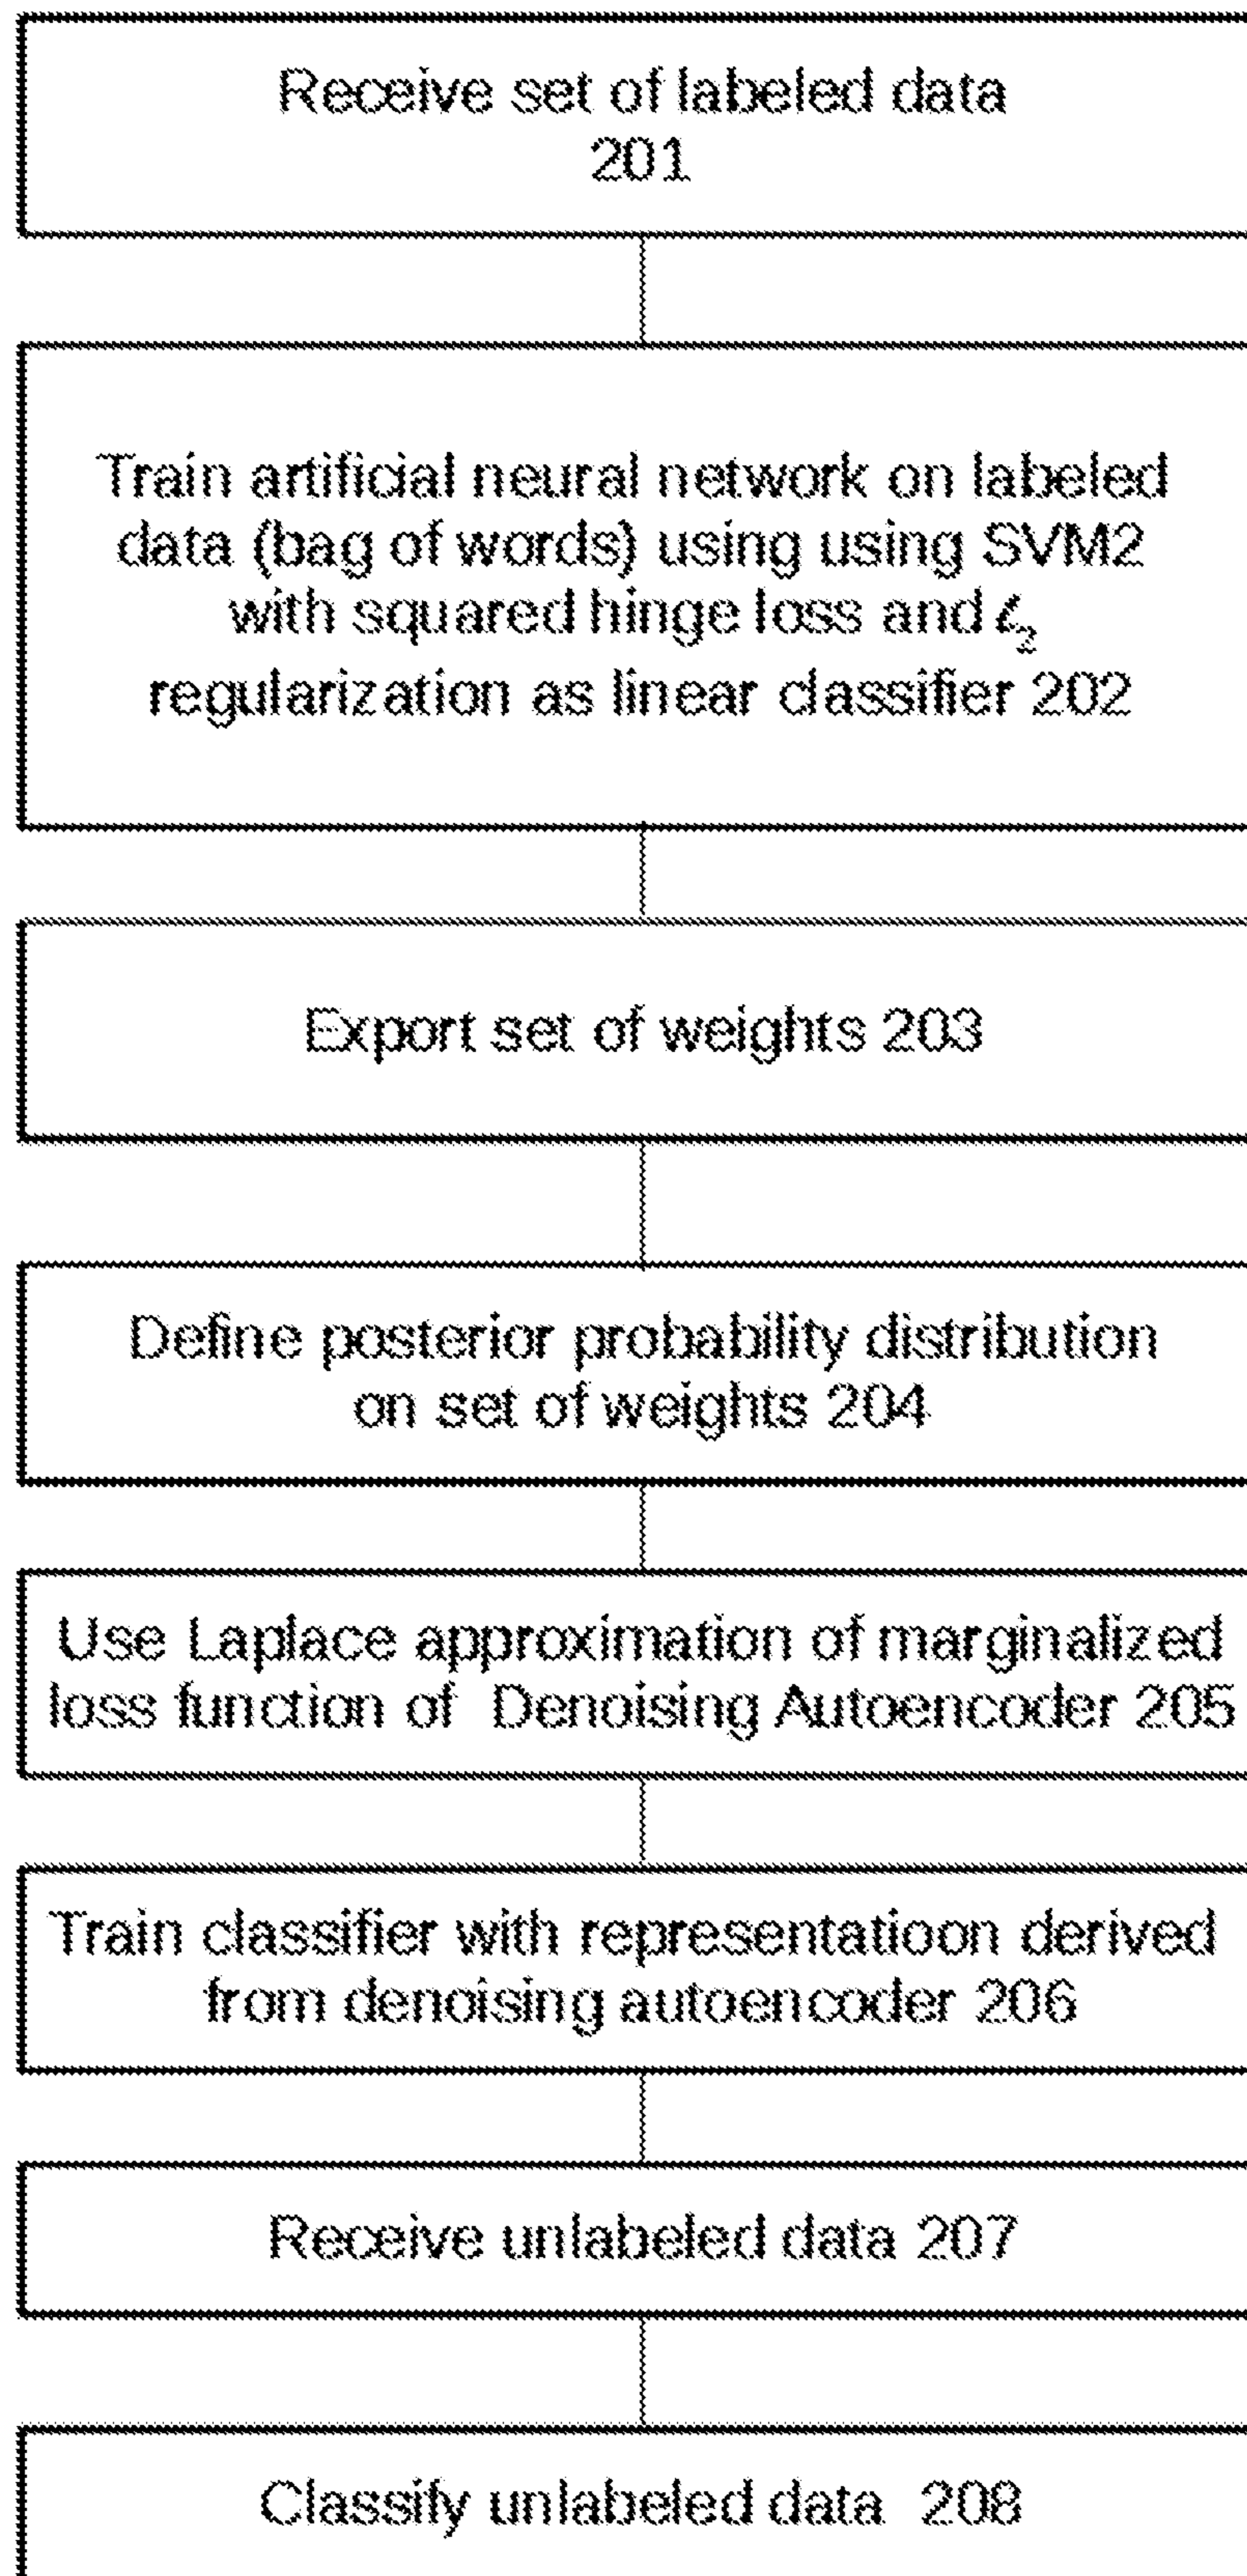 Receive set of labeled data
201
Train artificial neural network on labeled
data (bag of words) using using SVM2
with squared hinge loss and ℓ₂
regularization as linear classifier 202
Export set of weights 203
Define posterior probability distribution
on set of weights 204
Use Laplace approximation of marginalized
loss function of Denoising Autoencoder 205
Train classifier with representatioon derived
from denoising autoencoder 206
Receive unlabeled data 207
Classify unlabeled data 208